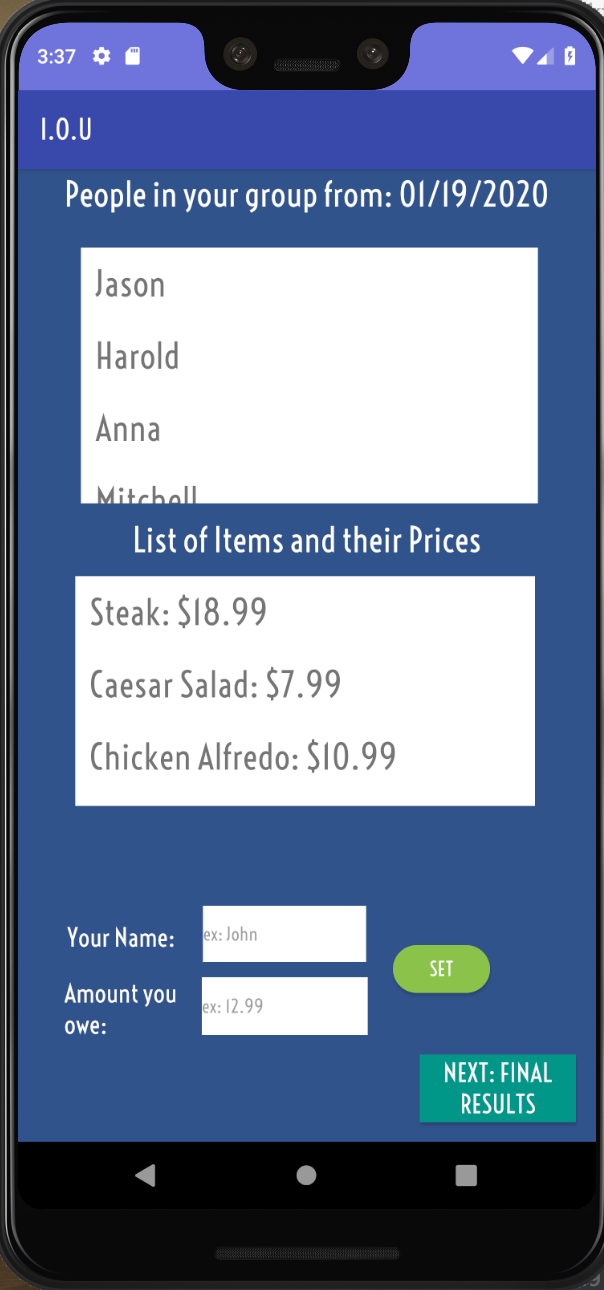 3:37
I.O.U
People in your group from: 01/19/2020
Jason
Harold
Anna
Mitchell
List of Items and their Prices
Steak: $18.99
Caesar Salad: $7.99
Chicken Alfredo: $10.99
Your Name:
ex: John
SET
Amount you
owe:
ex: 12.99
NEXT: FINAL
RESULTS